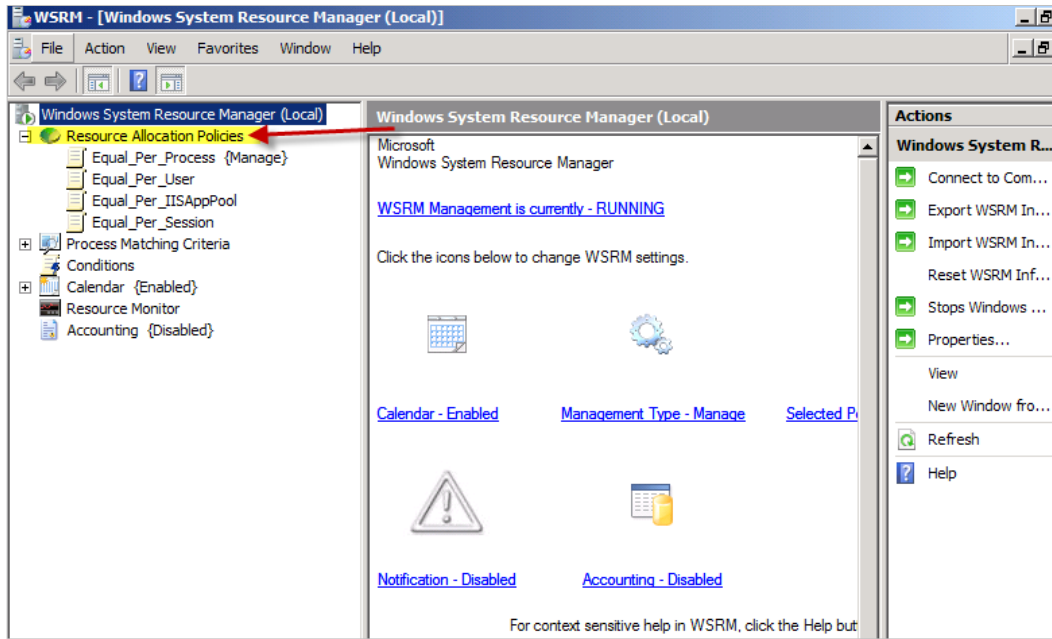 WSRM - [Windows System Resource Manager (Local)]
File Action View Favorites Window Help
Windows System Resource Manager (Local)
Resource Allocation Policies
Equal_Per_Process {Manage}
Equal_Per_User
Equal_Per_IISAppPool
Equal_Per_Session
Process Matching Criteria
Conditions
Calendar {Enabled}
Resource Monitor
Accounting {Disabled}
Windows System Resource Manager (Local)
Microsoft
Windows System Resource Manager
WSRM Management is currently - RUNNING
Click the icons below to change WSRM settings.
Calendar - Enabled Management Type - Manage Selected P
Notification - Disabled Accounting - Disabled
For context sensitive help in WSRM, click the Help but
Actions
Windows System R...
Connect to Com...
Export WSRM In...
Import WSRM In...
Reset WSRM Inf...
Stops Windows ...
Properties...
View
New Window fro...
Refresh
Help